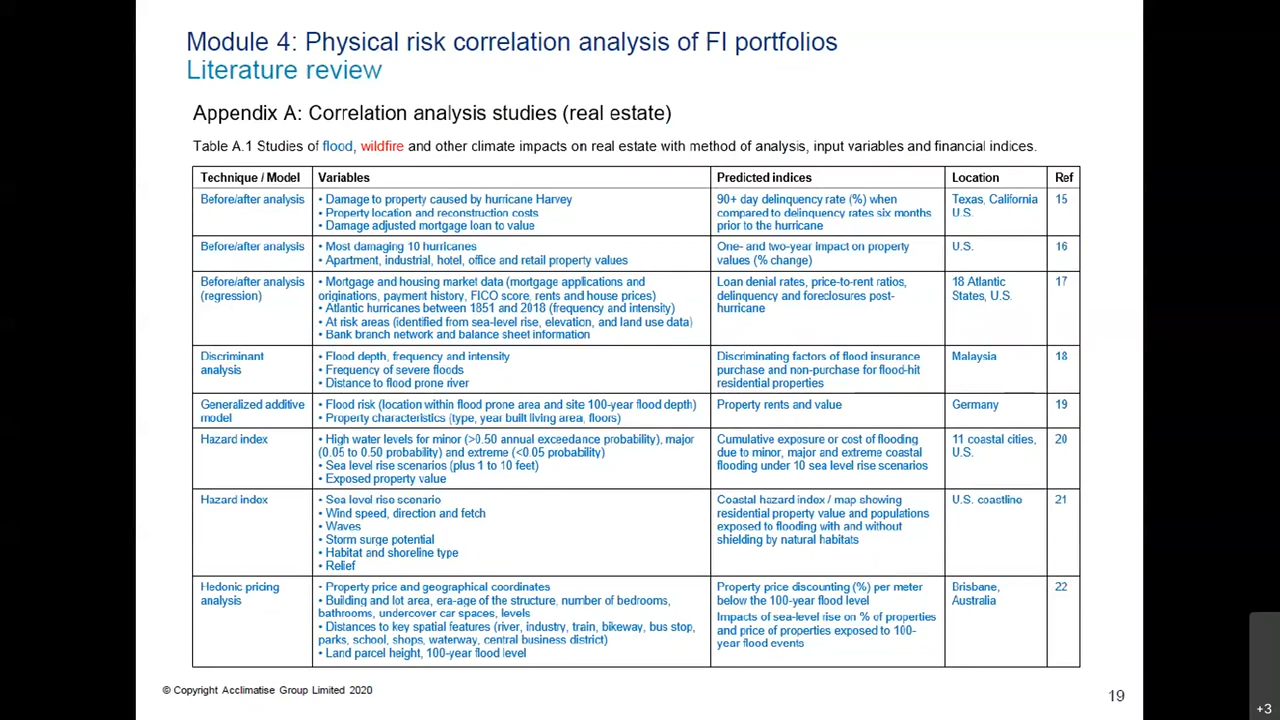 Module 4: Physical risk correlation analysis of FI portfolios
Literature review
Appendix A: Correlation analysis studies (real estate)
Table A.1 Studies of flood, wildfire and other climate impacts on real estate with method of analysis, input variables and financial indices.
Technique / Model
Variables
Predicted indices
Location
Ref
Before/after analysis
• Damage to property caused by hurricane Harvey
• Property location and reconstruction costs
• Damage adjusted mortgage loan to value
90+ day delinquency rate (%) when
compared to delinquency rates six months
prior to the hurricane
Texas, California
U.S.
15
Before/after analysis
• Most damaging 10 hurricanes
• Apartment, industrial, hotel, office and retail property values
One- and two-year impact on property
values (% change)
U.S.
16
Before/after analysis
(regression)
• Mortgage and housing market data (mortgage applications and
originations, payment history, FICO score, rents and house prices)
• Atlantic hurricanes between 1851 and 2018 (frequency and intensity)
• At risk areas (identified from sea-level rise, elevation, and land use data)
• Bank branch network and balance sheet information
Loan denial rates, price-to-rent ratios,
delinquency and foreclosures post-
hurricane
18 Atlantic
States, U.S.
17
Discriminant
analysis
• Flood depth, frequency and intensity
• Frequency of severe floods
• Distance to flood prone river
Discriminating factors of flood insurance
purchase and non-purchase for flood-hit
residential properties
Malaysia
18
Generalized additive
model
• Flood risk (location within flood prone area and site 100-year flood depth)
• Property characteristics (type, year built living area, floors)
Property rents and value
Germany
19
Hazard index
• High water levels for minor (>0.50 annual exceedance probability), major
(0.05 to 0.50 probability) and extreme (<0.05 probability)
• Sea level rise scenarios (plus 1 to 10 feet)
• Exposed property value
Cumulative exposure or cost of flooding
due to minor, major and extreme coastal
flooding under 10 sea level rise scenarios
11 coastal cities,
U.S.
20
Hazard index
• Sea level rise scenario
• Wind speed, direction and fetch
• Waves
• Storm surge potential
• Habitat and shoreline type
• Relief
Coastal hazard index / map showing
residential property value and populations
exposed to flooding with and without
shielding by natural habitats
U.S. coastline
21
Hedonic pricing
analysis
• Property price and geographical coordinates
• Building and lot area, era-age of the structure, number of bedrooms,
bathrooms, undercover car spaces, levels
• Distances to key spatial features (river, industry, train, bikeway, bus stop,
parks, school, shops, waterway, central business district)
• Land parcel height, 100-year flood level
Property price discounting (%) per meter
below the 100-year flood level
Impacts of sea-level rise on % of properties
and price of properties exposed to 100-
year flood events
Brisbane,
Australia
22
© Copyright Acclimatise Group Limited 2020
19
+3